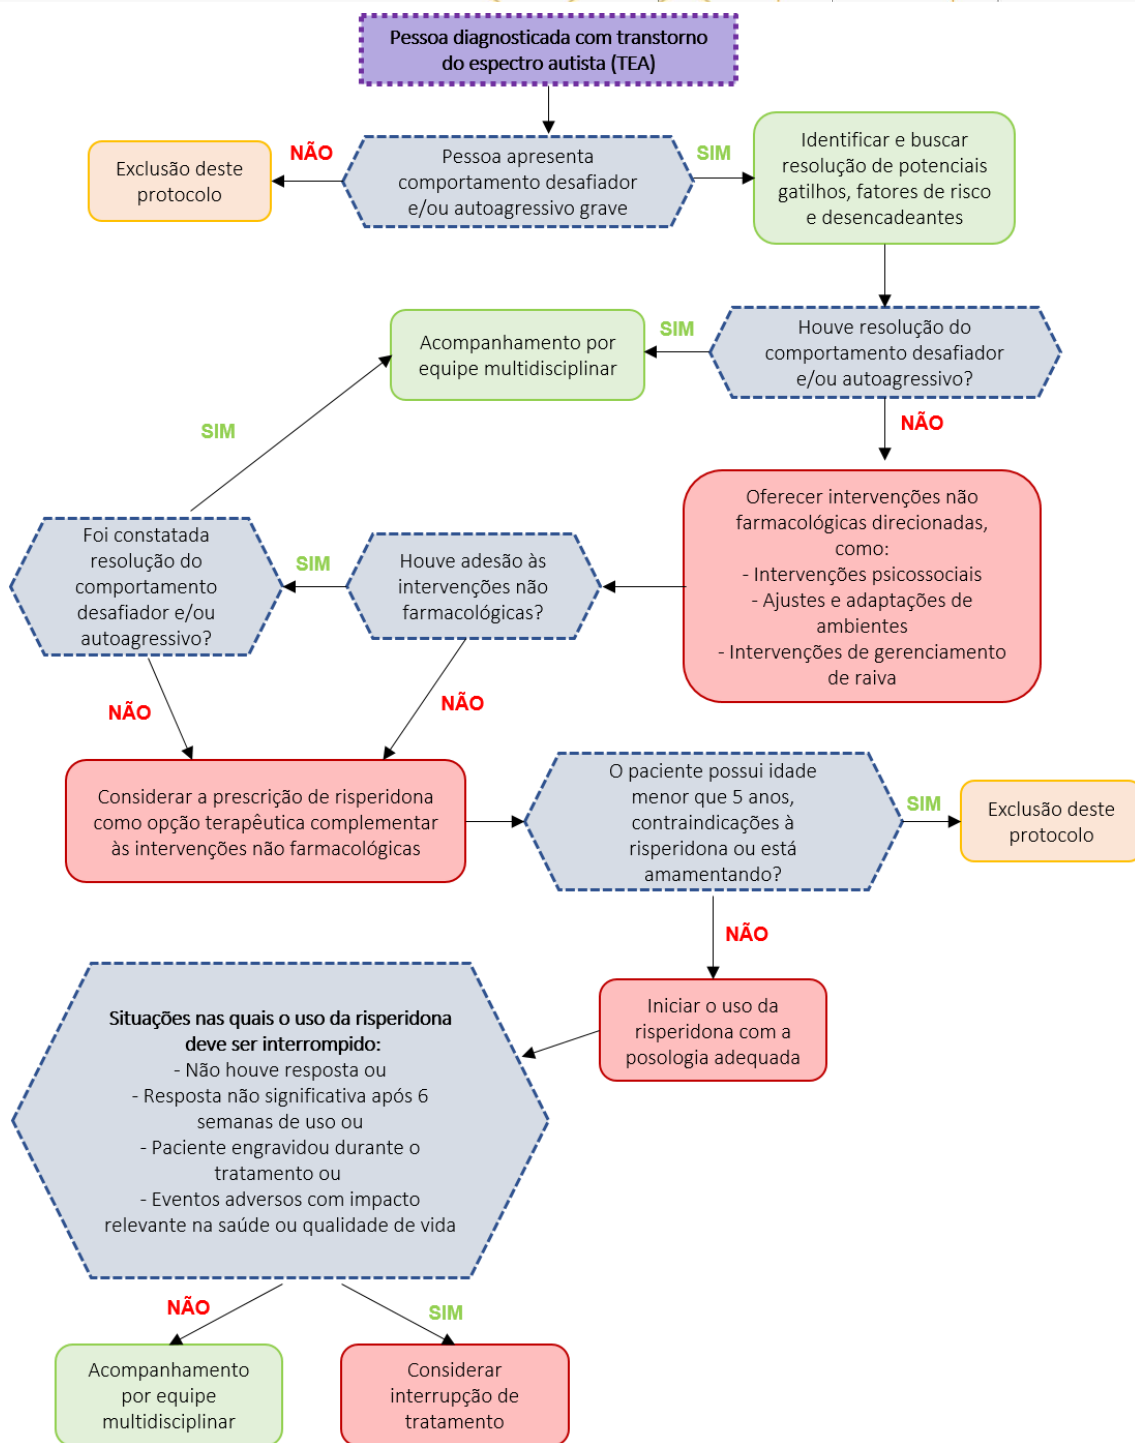 Pessoa diagnosticada com transtorno
do espectro autista (TEA)
Exclusão deste
protocolo
NÃO
Pessoa apresenta
comportamento desafiador
e/ou autoagressivo grave
SIM
Identificar e buscar
resolução de potenciais
gatilhos, fatores de risco
e desencadeantes
Acompanhamento por
equipe multidisciplinar
SIM
Houve resolução do
comportamento desafiador
e/ou autoagressivo?
NÃO
SIM
Oferecer intervenções não
farmacológicas direcionadas,
como:
- Intervenções psicossociais
- Ajustes e adaptações de
ambientes
- Intervenções de gerenciamento
de raiva
Foi constatada
resolução do
comportamento
desafiador e/ou
autoagressivo?
SIM
Houve adesão às
intervenções não
farmacológicas?
NÃO
NÃO
Considerar a prescrição de risperidona
como opção terapêutica complementar
às intervenções não farmacológicas
O paciente possui idade
menor que 5 anos,
contraindicações à
risperidona ou está
amamentando?
SIM
Exclusão deste
protocolo
NÃO
Iniciar o uso da
risperidona com a
posologia adequada
Situações nas quais o uso da risperidona
deve ser interrompido:
- Não houve resposta ou
- Resposta não significativa após 6
semanas de uso ou
- Paciente engravidou durante o
tratamento ou
- Eventos adversos com impacto
relevante na saúde ou qualidade de vida
NÃO
SIM
Acompanhamento
por equipe
multidisciplinar
Considerar
interrupção de
tratamento